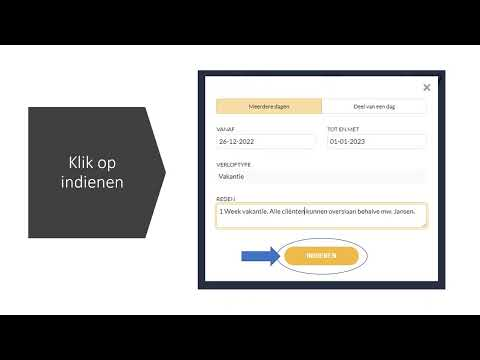 Klik op
indienen
×
Meerdere dagen
Deel van een dag
VANAF
TOT EN MET
26-12-2022
01-01-2023
VERLOFTYPE
Vakantie
REDEN
1 Week vakantie. Alle cliënten kunnen overslaan behalve mw. Jansen.
INDIENEN